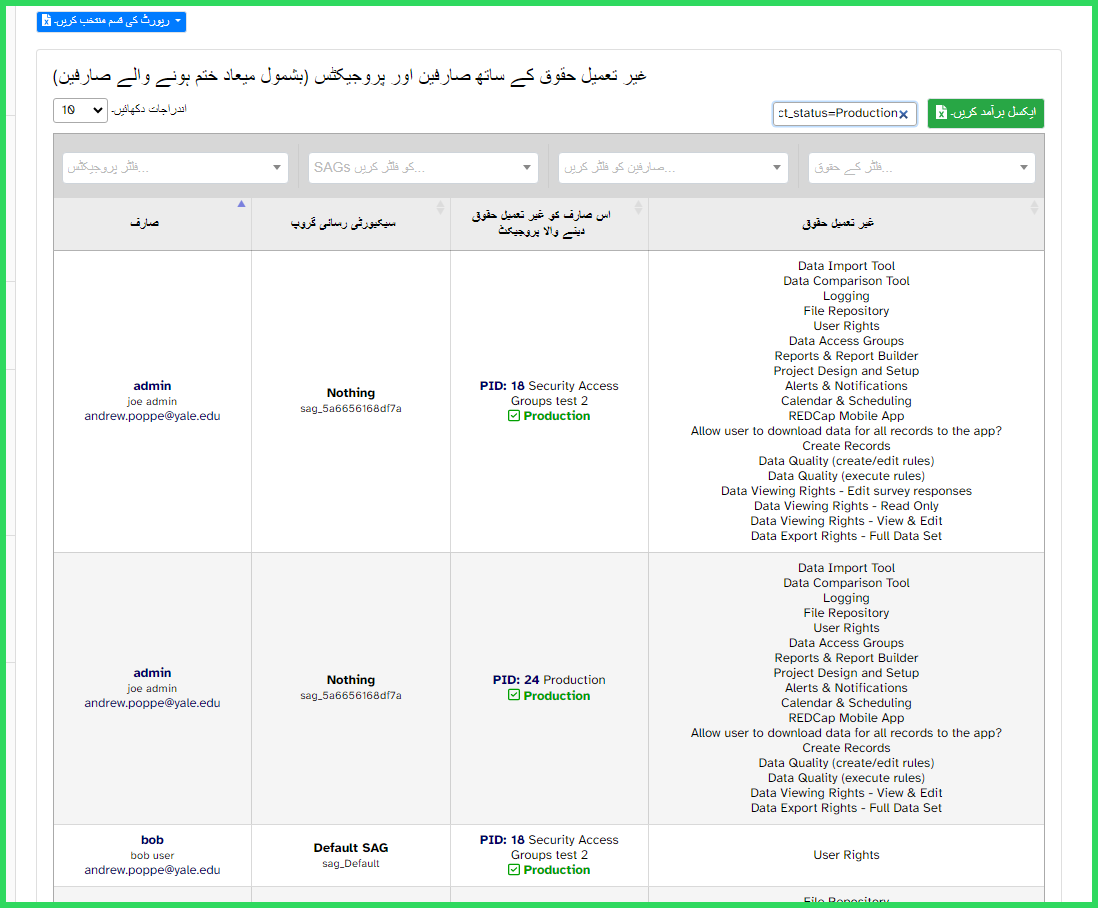 رپورٹ کی قسم منتخب کریں۔
غیر تعمیل حقوق کے ساتھ صارفین اور پروجیکٹس (بشمول میعاد ختم ہونے والے صارفین)
10 اندراجات دکھائیں۔
ct_status=Production
ایکسل برآمد کریں۔
فلٹر پروجیکٹس...
SAGs کو فلٹر کریں...
صارفین کو فلٹر کریں...
فلٹر کے حقوق...
صارف
سیکیورٹی رسائی گروپ
اس صارف کو غیر تعمیل حقوق
دینے والا پروجیکٹ
غیر تعمیل حقوق
admin
joe admin
andrew.poppe@yale.edu
Nothing
sag_5a6656168df7a
PID: 18 Security Access
Groups test 2
Production
Data Import Tool
Data Comparison Tool
Logging
File Repository
User Rights
Data Access Groups
Reports & Report Builder
Project Design and Setup
Alerts & Notifications
Calendar & Scheduling
REDCap Mobile App
Allow user to download data for all records to the app?
Create Records
Data Quality (create/edit rules)
Data Quality (execute rules)
Data Viewing Rights - Edit survey responses
Data Viewing Rights - Read Only
Data Viewing Rights - View & Edit
Data Export Rights - Full Data Set
admin
joe admin
andrew.poppe@yale.edu
Nothing
sag_5a6656168df7a
PID: 24 Production
Production
Data Import Tool
Data Comparison Tool
Logging
File Repository
User Rights
Data Access Groups
Reports & Report Builder
Project Design and Setup
Alerts & Notifications
Calendar & Scheduling
REDCap Mobile App
Allow user to download data for all records to the app?
Create Records
Data Quality (create/edit rules)
Data Quality (execute rules)
Data Viewing Rights - View & Edit
Data Export Rights - Full Data Set
bob
bob user
andrew.poppe@yale.edu
Default SAG
sag_Default
PID: 18 Security Access
Groups test 2
Production
User Rights
File Repository